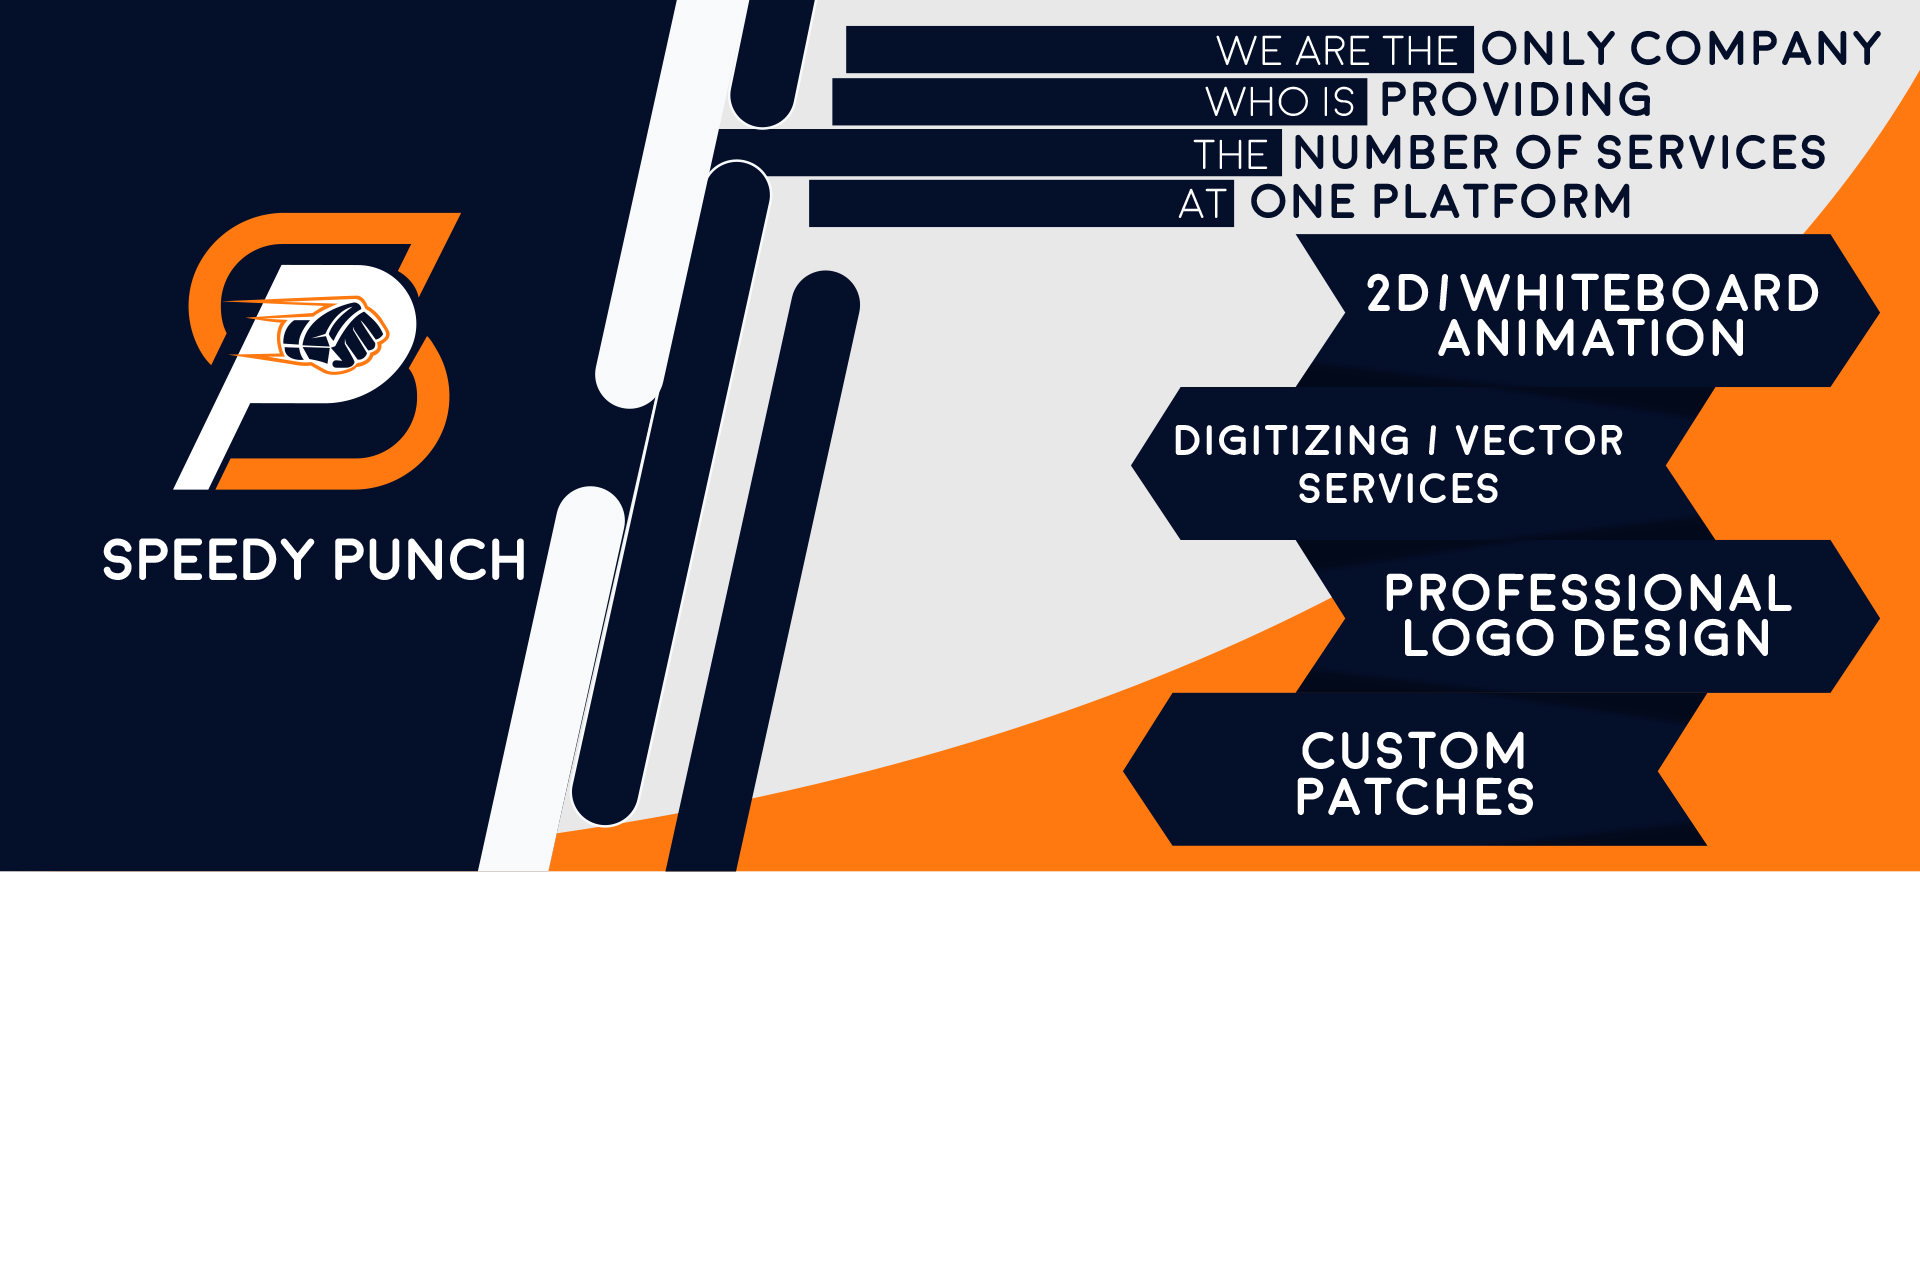 WE ARE THE ONLY COMPANY
WHO IS PROVIDING
THE NUMBER OF SERVICES
AT ONE PLATFORM
2D/WHITEBOARD
ANIMATION
DIGITIZING / VECTOR
SERVICES
PROFESSIONAL
LOGO DESIGN
CUSTOM
PATCHES
SP
SPEEDY PUNCH